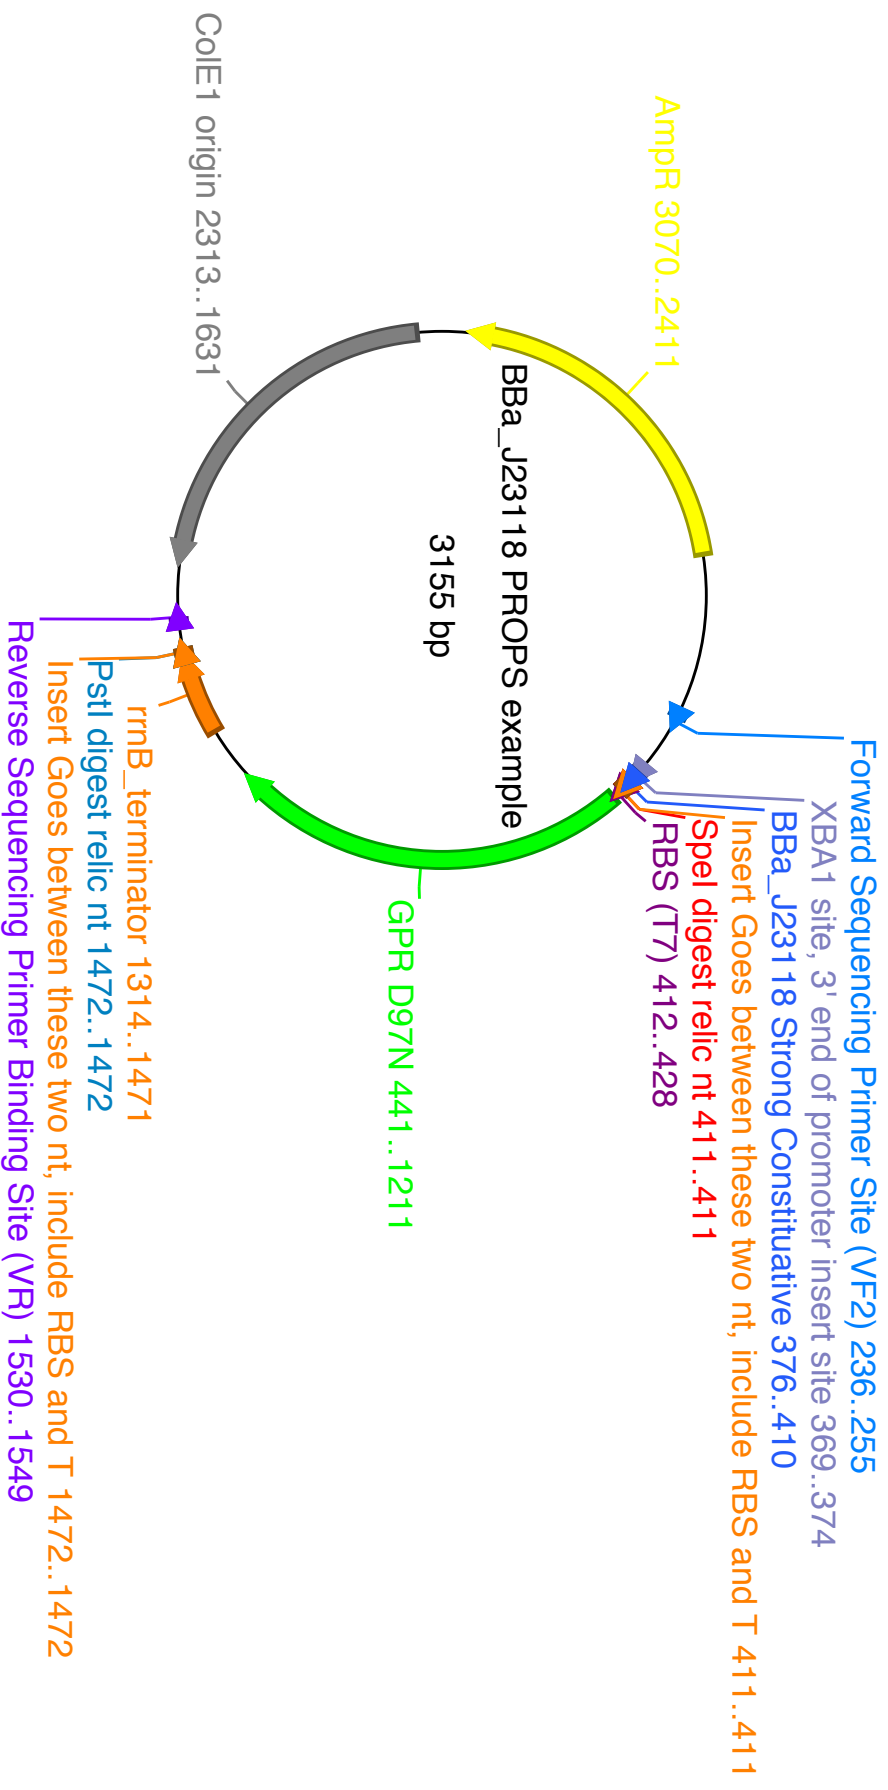 Forward Sequencing Primer Site (VF2) 236..255
XBA1 site, 3' end of promoter insert site 369..374
BBa_J23118 Strong Constituative 376..410
Insert Goes between these two nt, include RBS and T 411..411
SpeI digest relic nt 411..411
RBS (T7) 412..428
AmpR 3070..2411
BBa_J23118 PROPS example
3155 bp
GPR D97N 441..1211
ColE1 origin 2313..1631
rrnB_terminator 1314..1471
PstI digest relic nt 1472..1472
Insert Goes between these two nt, include RBS and T 1472..1472
Reverse Sequencing Primer Binding Site (VR) 1530..1549